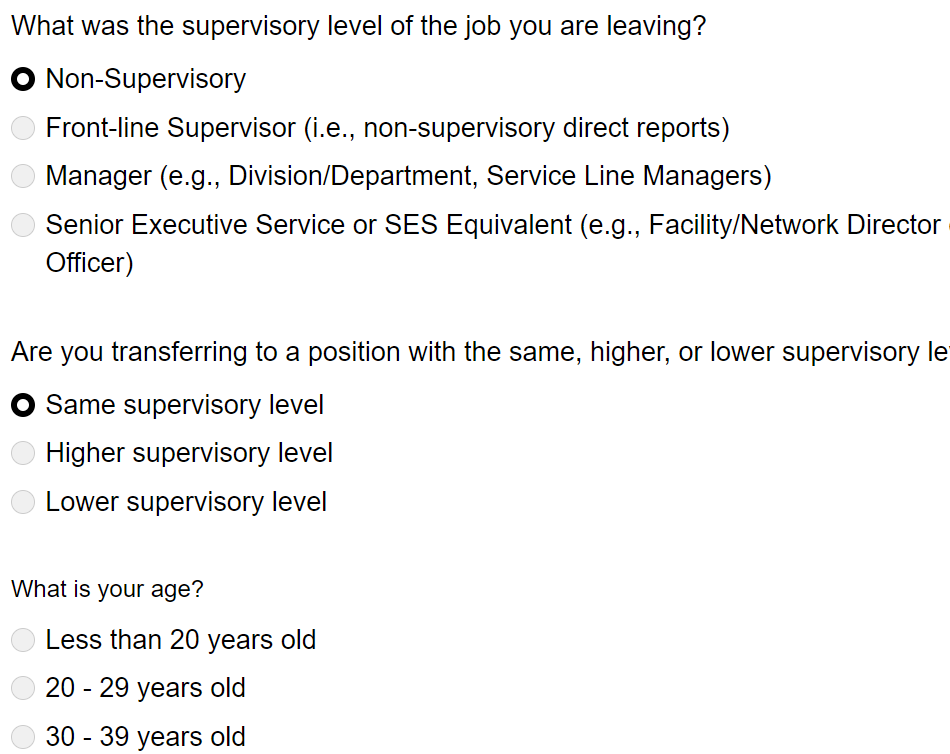 What was the supervisory level of the job you are leaving?
Non-Supervisory
Front-line Supervisor (i.e., non-supervisory direct reports)
Manager (e.g., Division/Department, Service Line Managers)
Senior Executive Service or SES Equivalent (e.g., Facility/Network Director
Officer)
Are you transferring to a position with the same, higher, or lower supervisory
Same supervisory level
Higher supervisory level
Lower supervisory level
What is your age?
Less than 20 years old
20 - 29 years old
30 - 39 years old